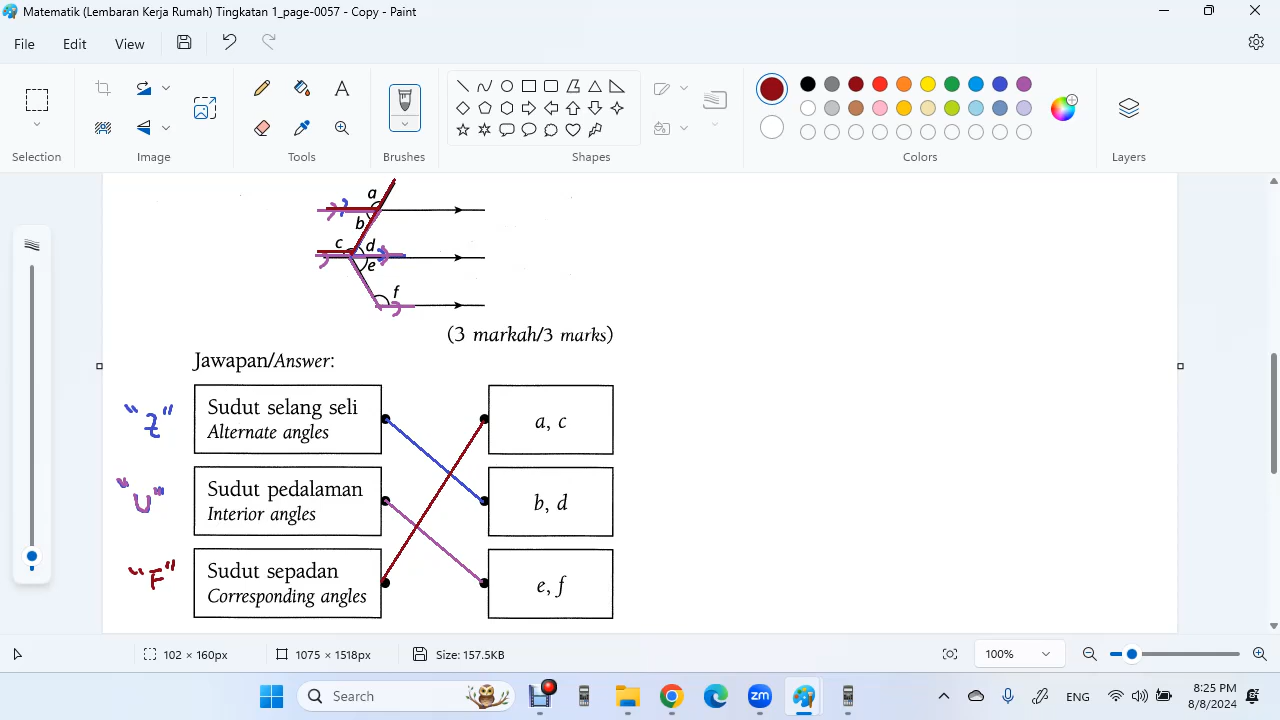 Matematik (Lembaran Kerja Rumah) Tingkatan 1_page-0057 - Copy - Paint
File Edit View
Selection Image Tools Brushes Shapes Colors Layers
a
b
c d
e
f
(3 markah/3 marks)
Jawapan/Answer:
"Z" Sudut selang seli
Alternate angles
a, c
"U" Sudut pedalaman
Interior angles
b, d
"F" Sudut sepadan
Corresponding angles
e, f
102 × 160px 1075 × 1518px Size: 157.5KB 100%
Search zm ENG 8:25 PM
8/8/2024